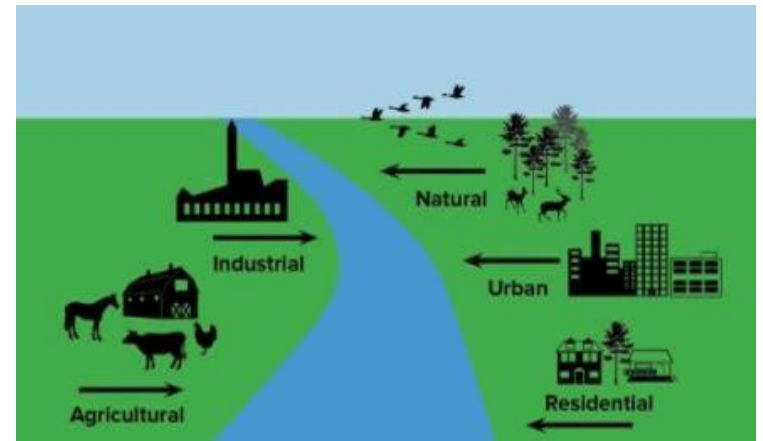 Natural
Industrial
Urban
Residential
Agricultural